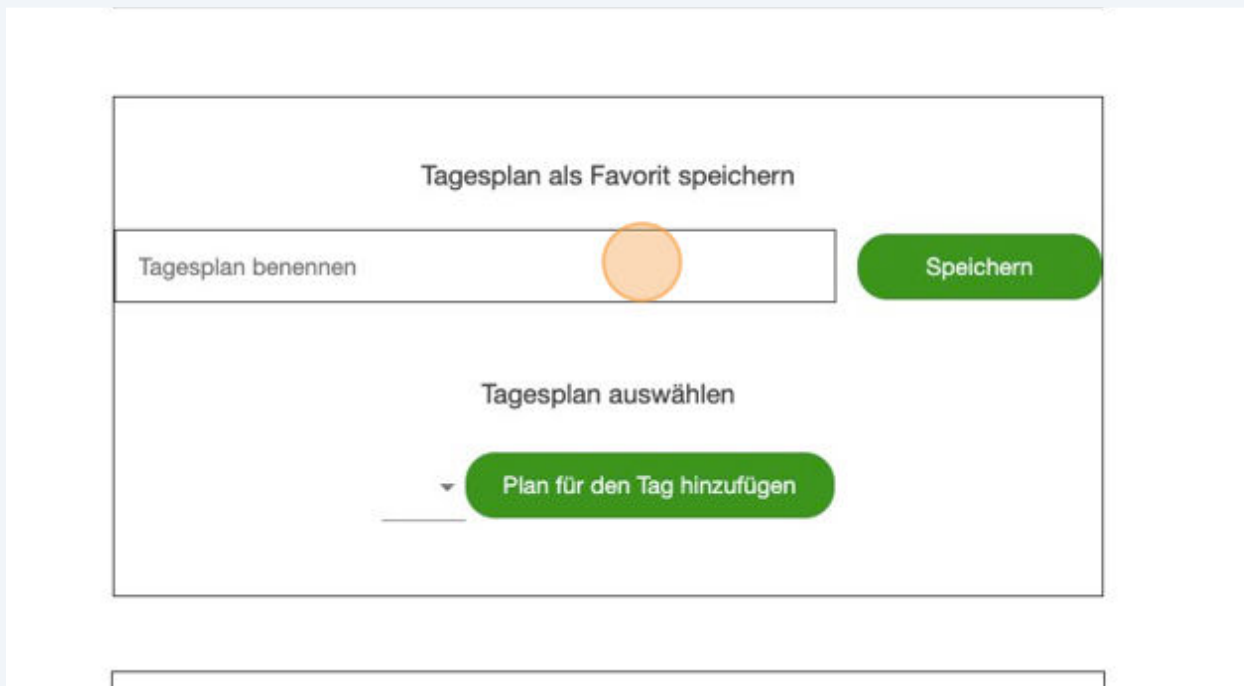 Tagesplan als Favorit speichern
Tagesplan benennen
Speichern
Tagesplan auswählen
Plan für den Tag hinzufügen